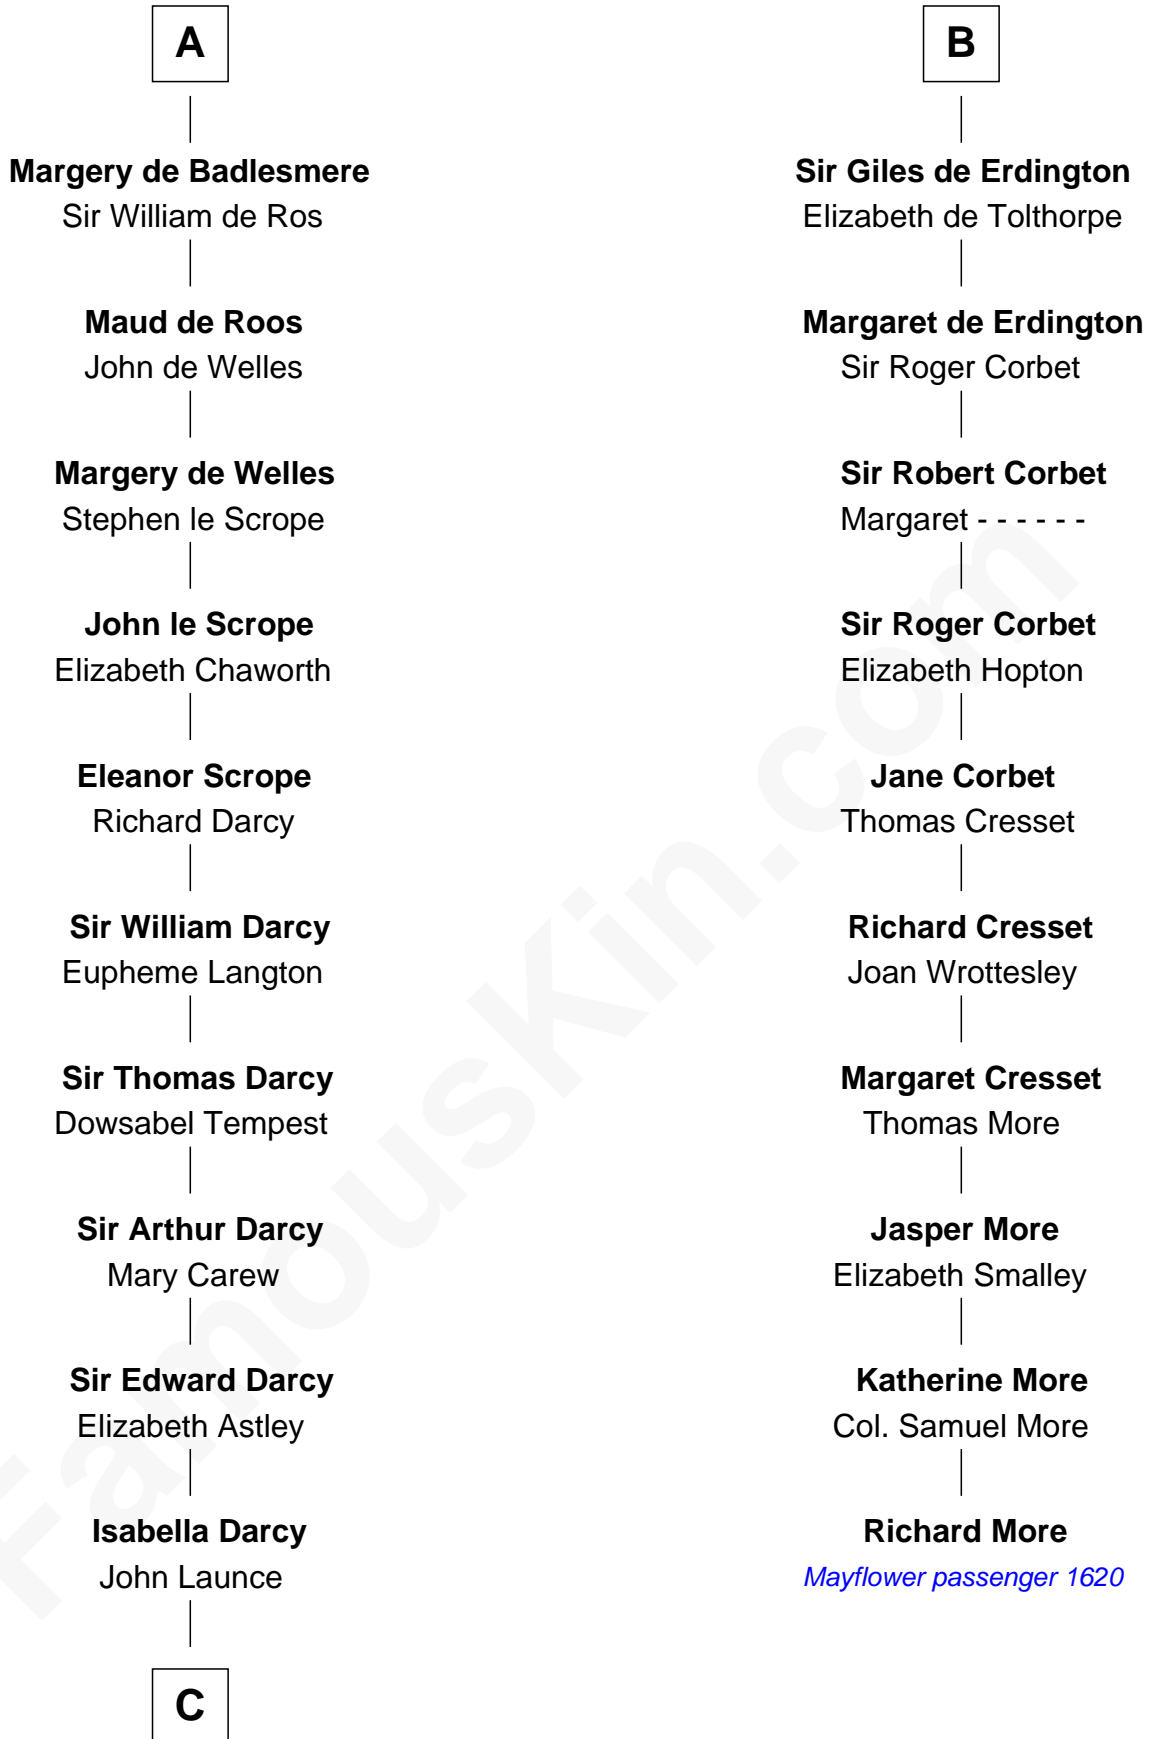 A
Margery de Badlesmere
Sir William de Ros
Maud de Roos
John de Welles
Margery de Welles
Stephen le Scrope
John le Scrope
Elizabeth Chaworth
Eleanor Scrope
Richard Darcy
Sir William Darcy
Eupheme Langton
Sir Thomas Darcy
Dowsabel Tempest
Sir Arthur Darcy
Mary Carew
Sir Edward Darcy
Elizabeth Astley
Isabella Darcy
John Launce
C
B
Sir Giles de Erdington
Elizabeth de Tolthorpe
Margaret de Erdington
Sir Roger Corbet
Sir Robert Corbet
Margaret - - - - - -
Sir Roger Corbet
Elizabeth Hopton
Jane Corbet
Thomas Cresset
Richard Cresset
Joan Wrottesley
Margaret Cresset
Thomas More
Jasper More
Elizabeth Smalley
Katherine More
Col. Samuel More
Richard More
Mayflower passenger 1620
FamousKin.com